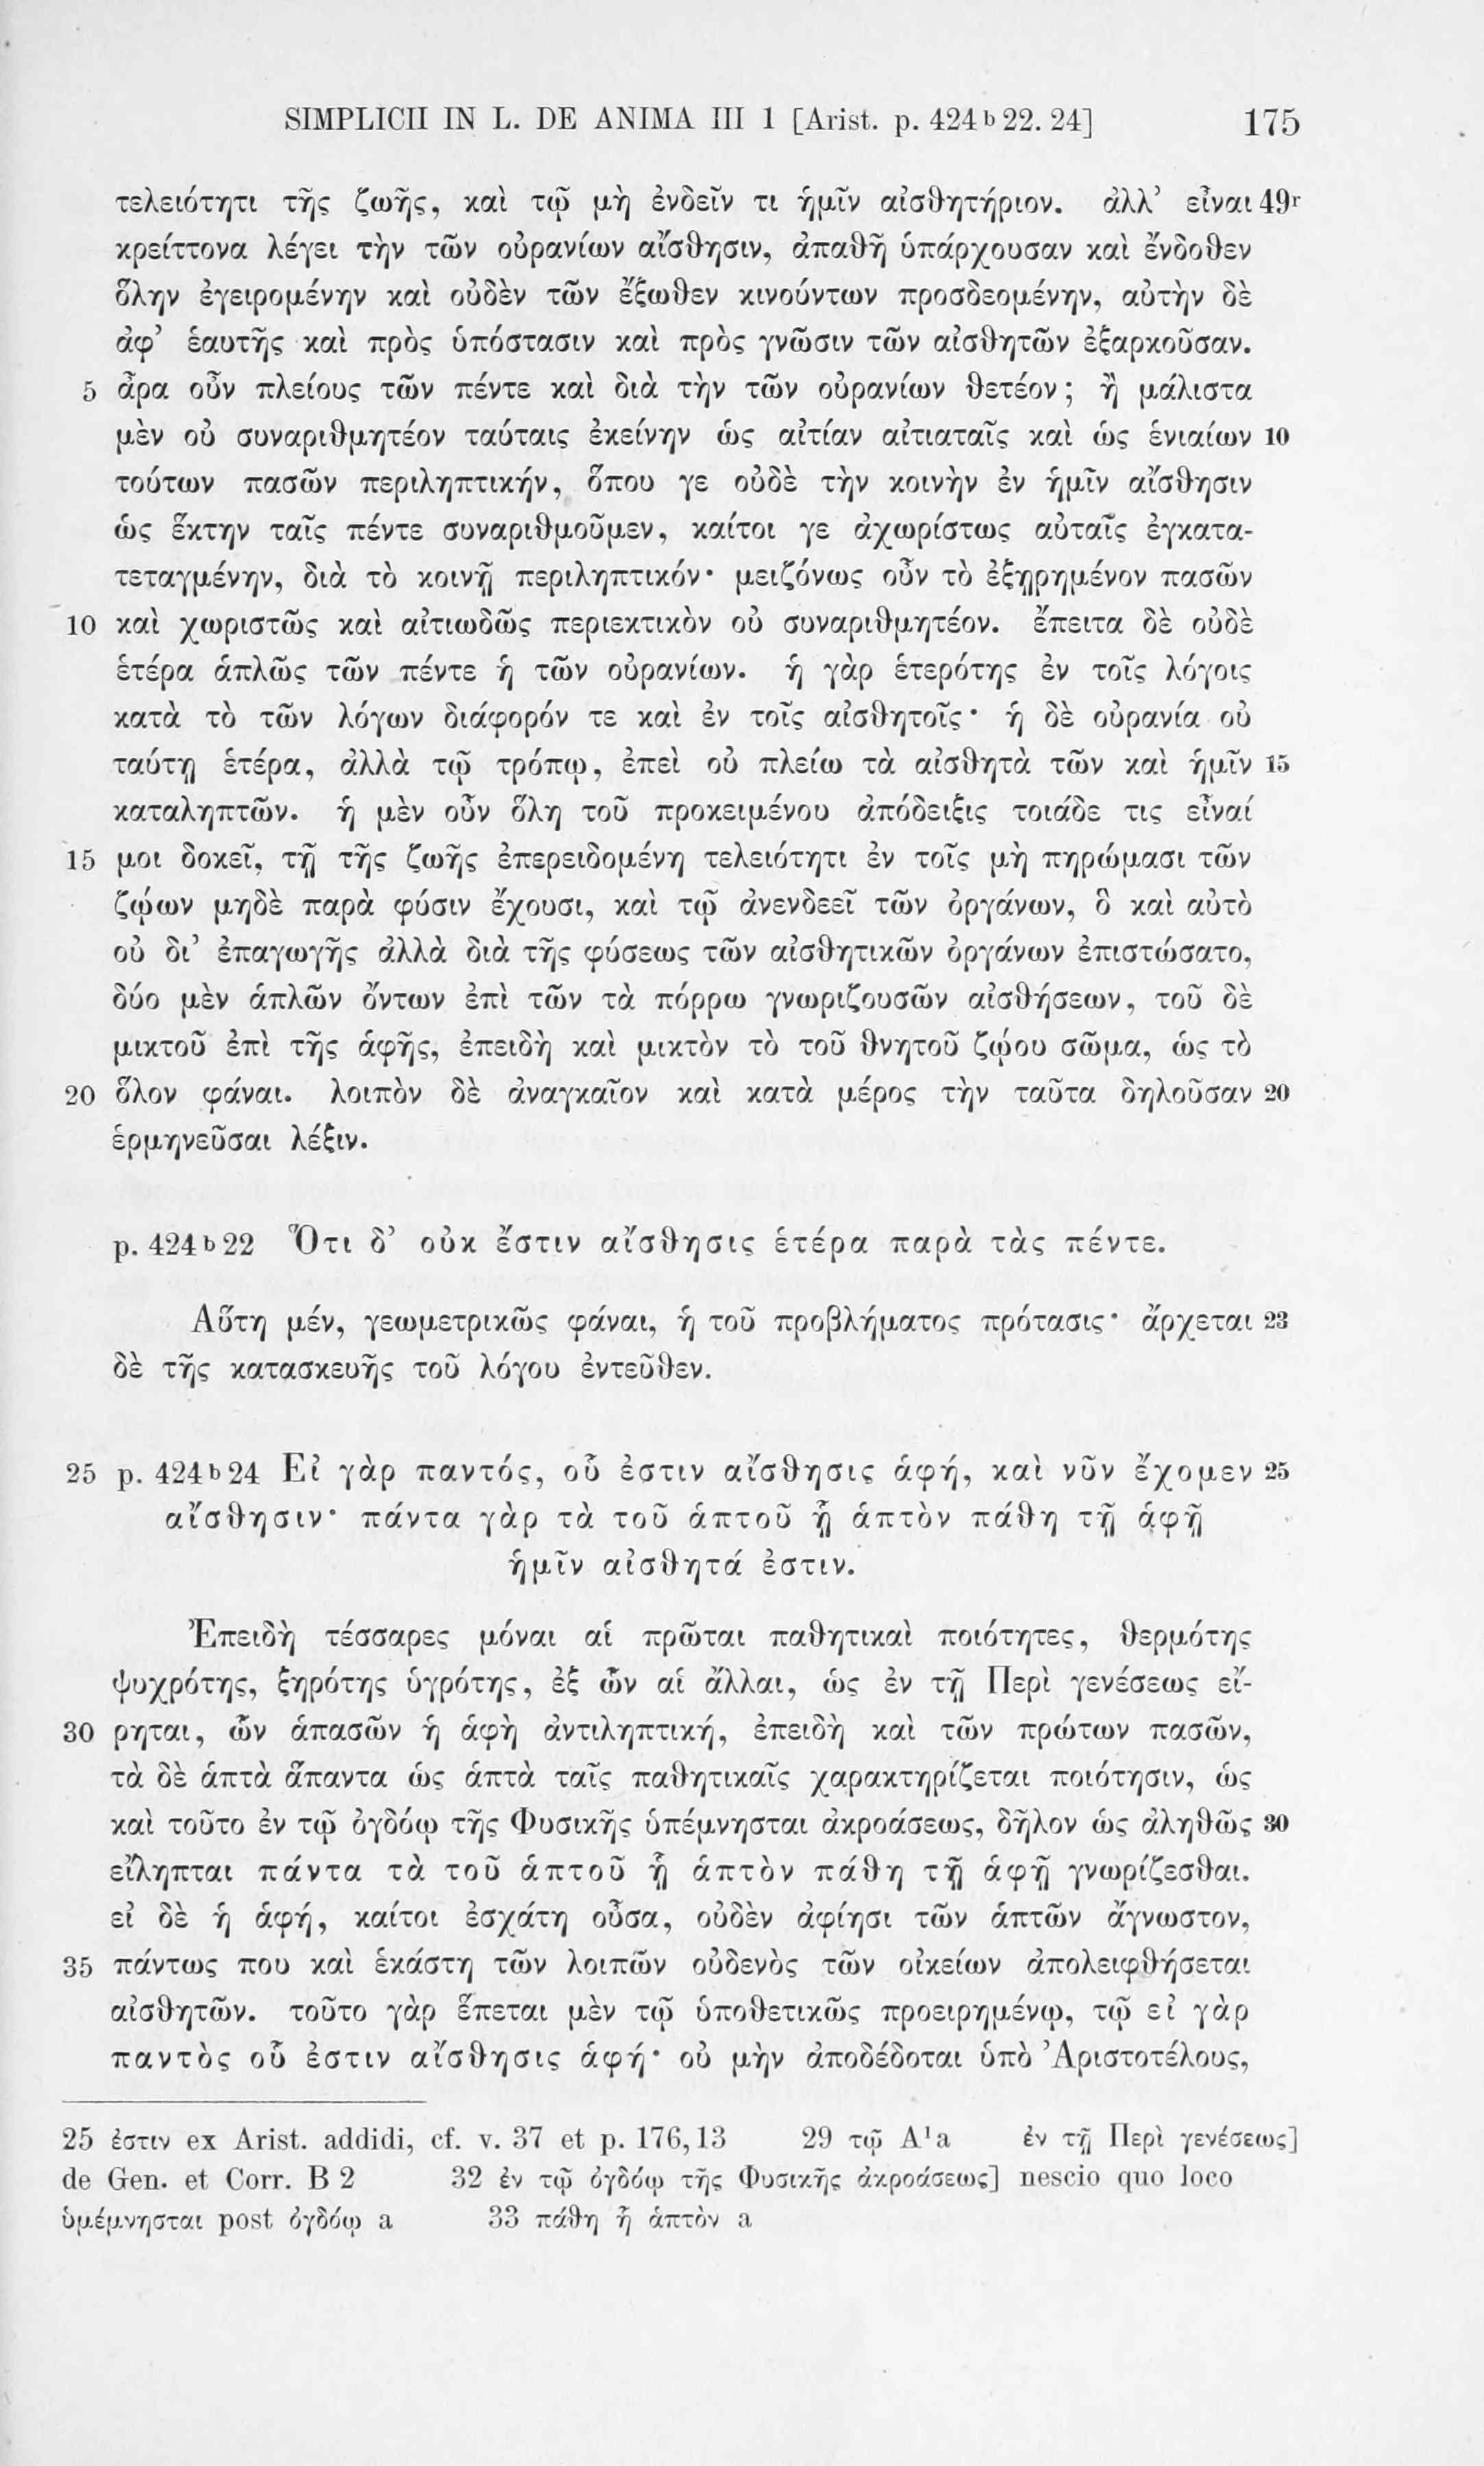 SIMPLICII IN L. DE ANIMA III 1 [Arist. p. 424 b 22. 24] 175
τελειότητι τῆς ζωῆς, καὶ τῷ μὴ ἐνδεῖν τι ἡμῖν αἰσθητήριον. ἀλλ’ εἶναι 49r
κρείττονα λέγει τὴν τῶν οὐρανίων αἴσθησιν, ἀπαθῆ ὑπάρχουσαν καὶ ἔνδοθεν
ὅλην ἐγειρομένην καὶ οὐδὲν τῶν ἔξωθεν κινούντων προσδεομένην, αὐτὴν δὲ
ἀφ’ ἑαυτῆς καὶ πρὸς ὑπόστασιν καὶ πρὸς γνῶσιν τῶν αἰσθητῶν ἐξαρκοῦσαν.
5 ἆρα οὖν πλείους τῶν πέντε καὶ διὰ τὴν τῶν οὐρανίων θετέον; ἢ μάλιστα
μὲν οὐ συναριθμητέον ταύταις ἐκείνην ὡς αἰτίαν αἰτιαταῖς καὶ ὡς ἑνιαίων 10
τούτων πασῶν περιληπτικήν, ὅπου γε οὐδὲ τὴν κοινὴν ἐν ἡμῖν αἴσθησιν
ὡς ἕκτην ταῖς πέντε συναριθμοῦμεν, καίτοι γε ἀχωρίστως αὐταῖς ἐγκατα-
τεταγμένην, διὰ τὸ κοινῇ περιληπτικόν· μειζόνως οὖν τὸ ἐξῃρημένον πασῶν
10 καὶ χωριστῶς καὶ αἰτιωδῶς περιεκτικὸν οὐ συναριθμητέον. ἔπειτα δὲ οὐδὲ
ἑτέρα ἁπλῶς τῶν πέντε ἡ τῶν οὐρανίων. ἡ γὰρ ἑτερότης ἐν τοῖς λόγοις
κατὰ τὸ τῶν λόγων διάφορόν τε καὶ ἐν τοῖς αἰσθητοῖς· ἡ δὲ οὐρανία οὐ
ταύτῃ ἑτέρα, ἀλλὰ τῷ τρόπῳ, ἐπεὶ οὐ πλείω τὰ αἰσθητὰ τῶν καὶ ἡμῖν 15
καταληπτῶν. ἡ μὲν οὖν ὅλη τοῦ προκειμένου ἀπόδειξις τοιάδε τις εἶναί
15 μοι δοκεῖ, τῇ τῆς ζωῆς ἐπερειδομένη τελειότητι ἐν τοῖς μὴ πηρώμασι τῶν
ζῴων μηδὲ παρὰ φύσιν ἔχουσι, καὶ τῷ ἀνενδεεῖ τῶν ὀργάνων, ὃ καὶ αὐτὸ
οὐ δι’ ἐπαγωγῆς ἀλλὰ διὰ τῆς φύσεως τῶν αἰσθητικῶν ὀργάνων ἐπιστώσατο,
δύο μὲν ἁπλῶν ὄντων ἐπὶ τῶν τὰ πόρρω γνωριζουσῶν αἰσθήσεων, τοῦ δὲ
μικτοῦ ἐπὶ τῆς ἁφῆς, ἐπειδὴ καὶ μικτὸν τὸ τοῦ θνητοῦ ζῴου σῶμα, ὡς τὸ
20 ὅλον φάναι. λοιπὸν δὲ ἀναγκαῖον καὶ κατὰ μέρος τὴν ταῦτα δηλοῦσαν 20
ἑρμηνεῦσαι λέξιν.
p. 424 b 22 Ὅτι δ’ οὐκ ἔστιν αἴσθησις ἑτέρα παρὰ τὰς πέντε.
Αὕτη μέν, γεωμετρικῶς φάναι, ἡ τοῦ προβλήματος πρότασις· ἄρχεται 23
δὲ τῆς κατασκευῆς τοῦ λόγου ἐντεῦθεν.
25 p. 424 b 24 Εἰ γὰρ παντός, οὗ ἐστιν αἴσθησις ἁφή, καὶ νῦν ἔχομεν 25
αἴσθησιν· πάντα γὰρ τὰ τοῦ ἁπτοῦ ᾗ ἁπτὸν πάθη τῇ ἁφῇ
ἡμῖν αἰσθητά ἐστιν.
Ἐπειδὴ τέσσαρες μόναι αἱ πρῶται παθητικαὶ ποιότητες, θερμότης
ψυχρότης, ξηρότης ὑγρότης, ἐξ ὧν αἱ ἄλλαι, ὡς ἐν τῇ Περὶ γενέσεως εἴ-
30 ρηται, ὧν ἁπασῶν ἡ ἁφὴ ἀντιληπτική, ἐπειδὴ καὶ τῶν πρώτων πασῶν,
τὰ δὲ ἁπτὰ ἅπαντα ὡς ἁπτὰ ταῖς παθητικαῖς χαρακτηρίζεται ποιότησιν, ὡς
καὶ τοῦτο ἐν τῷ ὀγδόῳ τῆς Φυσικῆς ὑπέμνησται ἀκροάσεως, δῆλον ὡς ἀληθῶς 30
εἴληπται πάντα τὰ τοῦ ἁπτοῦ ᾗ ἁπτὸν πάθη τῇ ἁφῇ γνωρίζεσθαι.
εἰ δὲ ἡ ἁφή, καίτοι ἐσχάτη οὖσα, οὐδὲν ἀφίησι τῶν ἁπτῶν ἄγνωστον,
35 πάντως που καὶ ἑκάστη τῶν λοιπῶν οὐδενὸς τῶν οἰκείων ἀπολειφθήσεται
αἰσθητῶν. τοῦτο γὰρ ἕπεται μὲν τῷ ὑποθετικῶς προειρημένῳ, τῷ εἰ γὰρ
παντὸς οὗ ἐστιν αἴσθησις ἁφή· οὐ μὴν ἀποδέδοται ὑπὸ Ἀριστοτέλους,
25 ἐστιν ex Arist. addidi, cf. v. 37 et p. 176,13 29 τῷ A¹a ἐν τῇ Περὶ γενέσεως]
de Gen. et Corr. B 2 32 ἐν τῷ ὀγδόῳ τῆς Φυσικῆς ἀκροάσεως] nescio quo loco
ὑμέμνησται post ὀγδόῳ a 33 πάθη ᾗ ἁπτὸν a